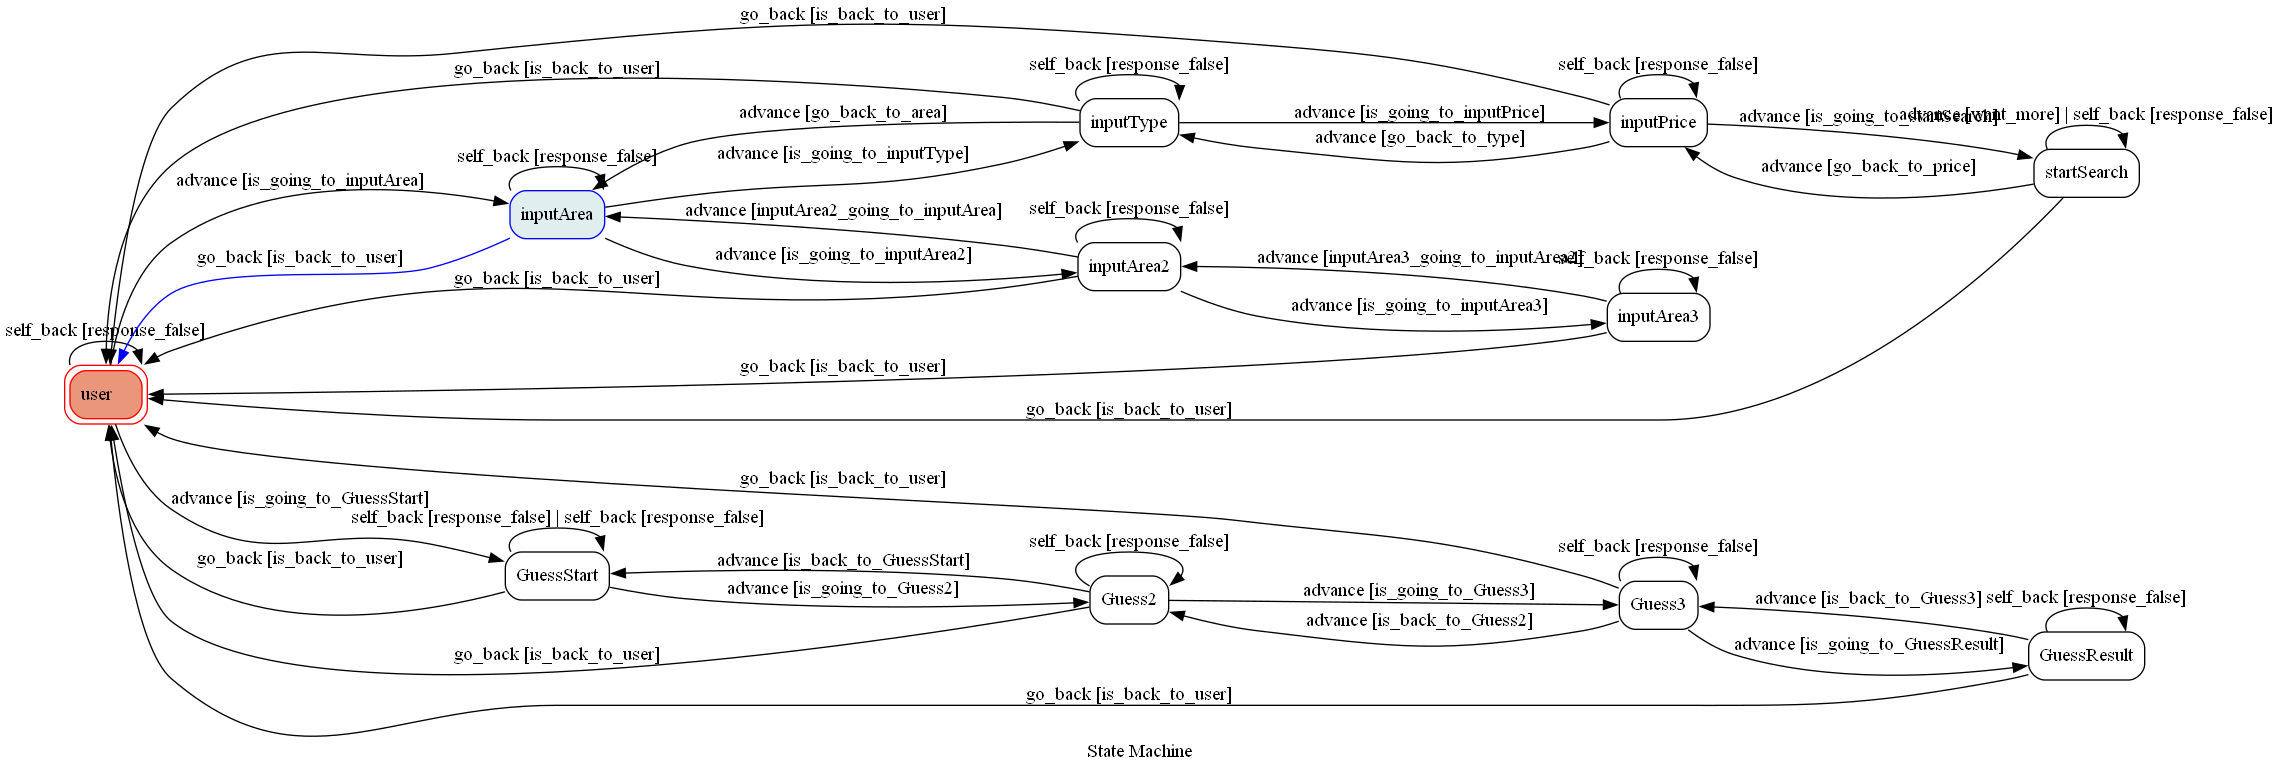 go_back [is_back_to_user]
go_back [is_back_to_user]
self_back [response_false]
self_back [response_false]
advance [go_back_to_area]
advance [is_going_to_inputPrice]
advance [is_going_to_startSearch]
advance [want_more] | self_back [response_false]
inputType
inputPrice
advance [go_back_to_type]
self_back [response_false]
advance [is_going_to_inputType]
advance [go_back_to_price]
startSearch
advance [is_going_to_inputArea]
inputArea
advance [inputArea2_going_to_inputArea]
self_back [response_false]
go_back [is_back_to_user]
advance [is_going_to_inputArea2]
inputArea2
advance [inputArea3_going_to_inputArea2]
self_back [response_false]
go_back [is_back_to_user]
advance [is_going_to_inputArea3]
inputArea3
self_back [response_false]
go_back [is_back_to_user]
user
go_back [is_back_to_user]
go_back [is_back_to_user]
advance [is_going_to_GuessStart]
self_back [response_false] | self_back [response_false]
go_back [is_back_to_user]
GuessStart
advance [is_back_to_GuessStart]
self_back [response_false]
self_back [response_false]
advance [is_going_to_Guess2]
Guess2
advance [is_going_to_Guess3]
Guess3
advance [is_back_to_Guess3]
self_back [response_false]
advance [is_back_to_Guess2]
advance [is_going_to_GuessResult]
GuessResult
go_back [is_back_to_user]
go_back [is_back_to_user]
State Machine